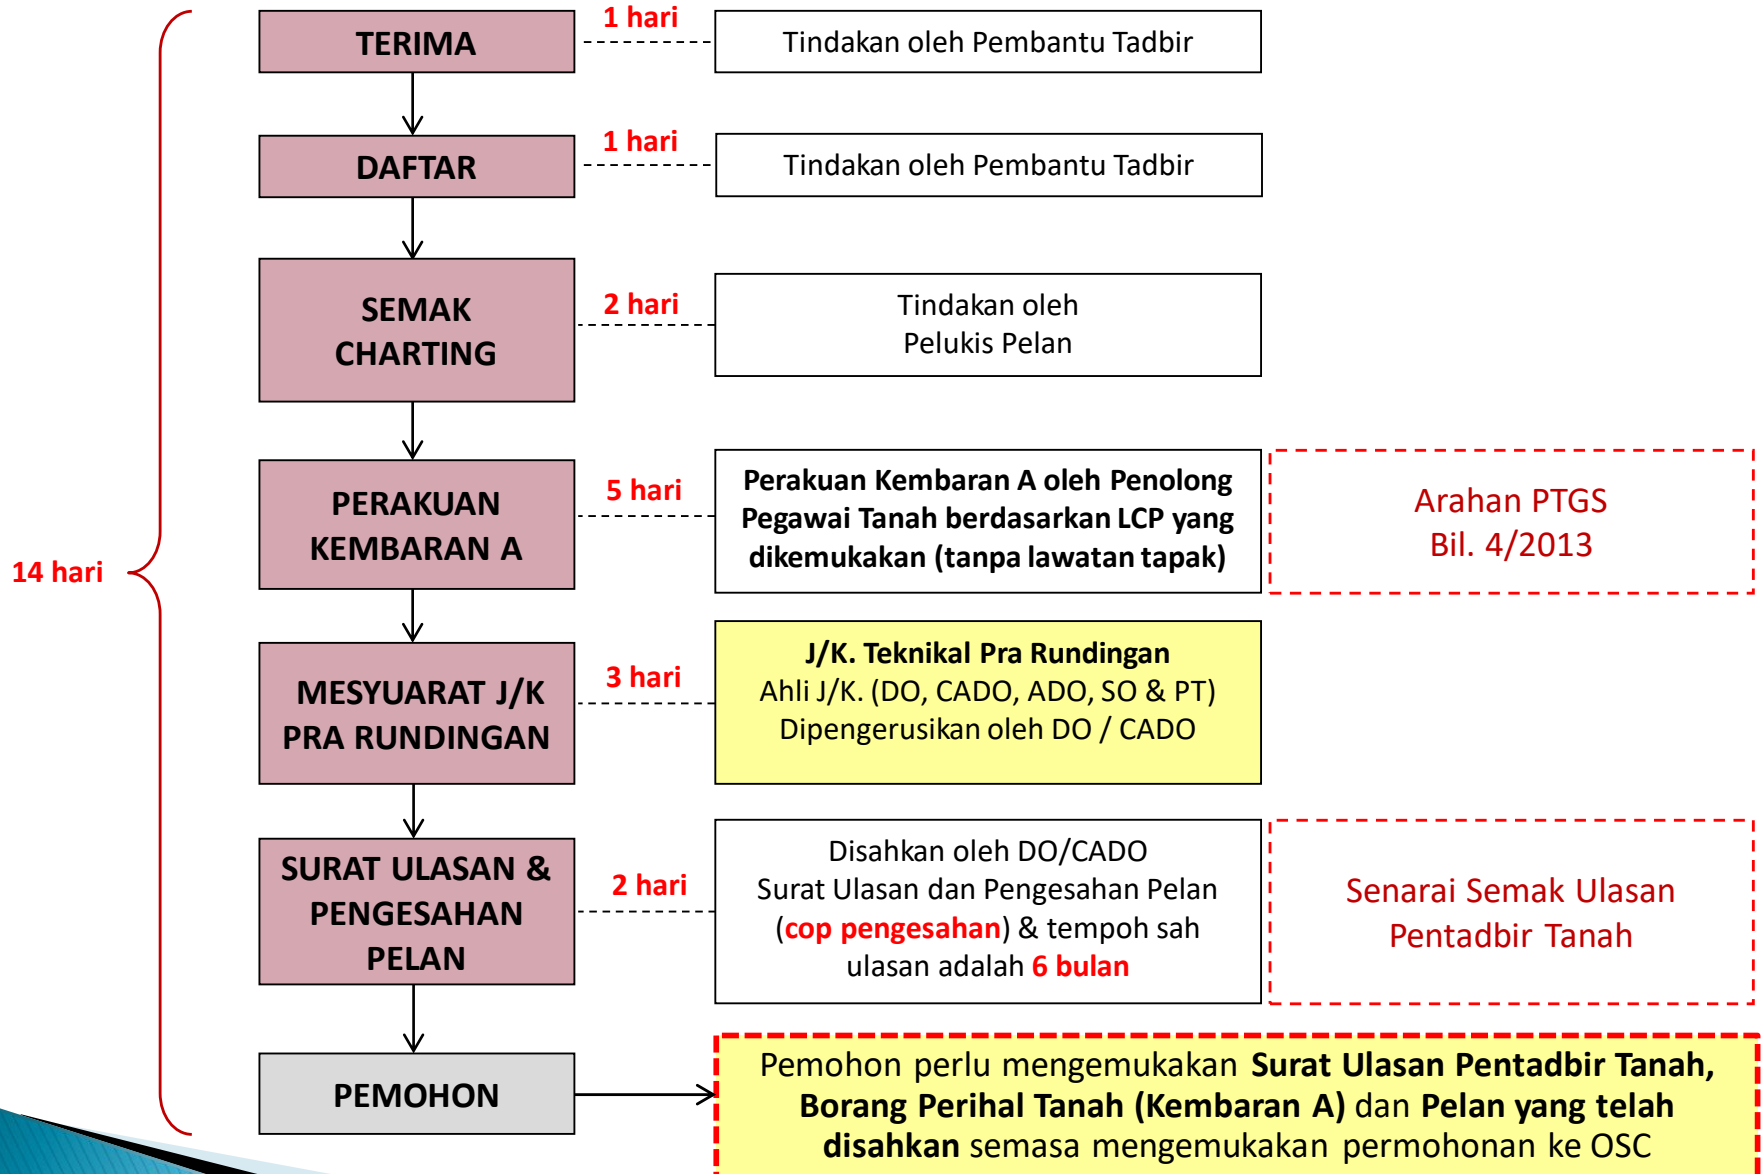 TERIMA
1 hari
Tindakan oleh Pembantu Tadbir
DAFTAR
1 hari
Tindakan oleh Pembantu Tadbir
SEMAK
CHARTING
2 hari
Tindakan oleh
Pelukis Pelan
PERAKUAN
KEMBARAN A
5 hari
Perakuan Kembaran A oleh Penolong
Pegawai Tanah berdasarkan LCP yang
dikemukakan (tanpa lawatan tapak)
Arahan PTGS
Bil. 4/2013
14 hari
MESYUARAT J/K
PRA RUNDINGAN
3 hari
J/K. Teknikal Pra Rundingan
Ahli J/K. (DO, CADO, ADO, SO & PT)
Dipengerusikan oleh DO / CADO
SURAT ULASAN &
PENGESAHAN
PELAN
2 hari
Disahkan oleh DO/CADO
Surat Ulasan dan Pengesahan Pelan
(cop pengesahan) & tempoh sah
ulasan adalah 6 bulan
Senarai Semak Ulasan
Pentadbir Tanah
PEMOHON
Pemohon perlu mengemukakan Surat Ulasan Pentadbir Tanah,
Borang Perihal Tanah (Kembaran A) dan Pelan yang telah
disahkan semasa mengemukakan permohonan ke OSC